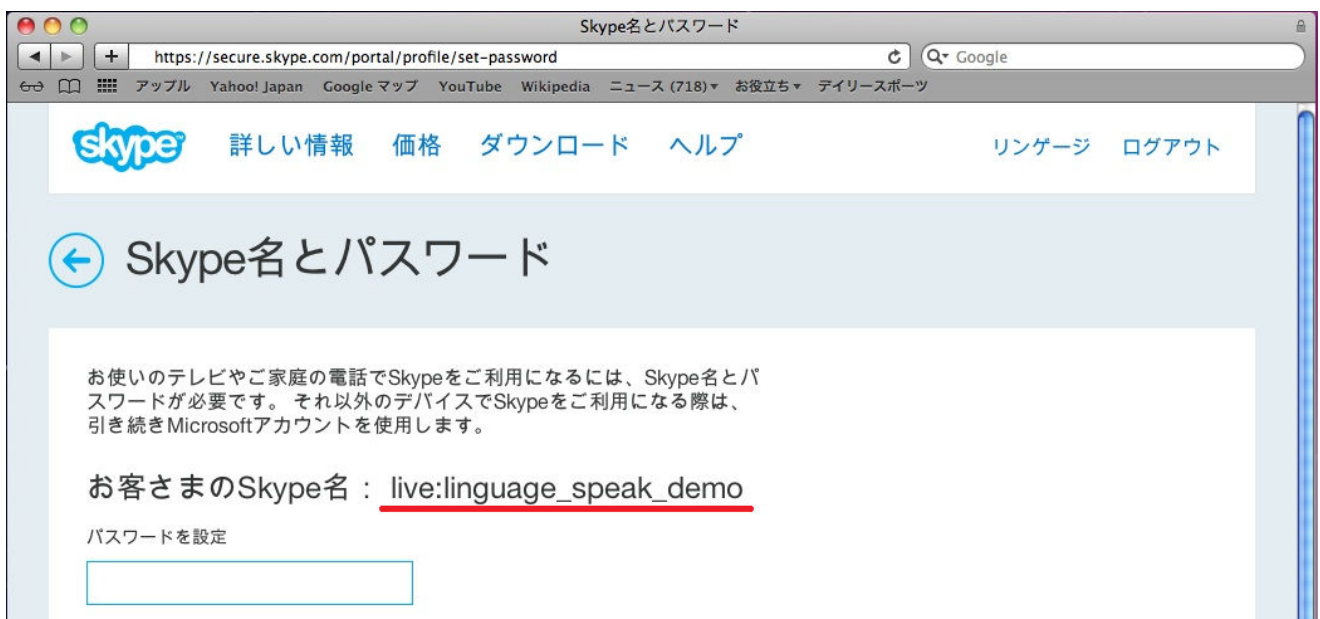 Skype名とパスワード
https://secure.skype.com/portal/profile/set-password
Google
アップル Yahoo! Japan Google マップ YouTube Wikipedia ニュース (718)▾ お役立ち▾ デイリースポーツ
skype 詳しい情報 価格 ダウンロード ヘルプ リンゲージ ログアウト
Skype名とパスワード
お使いのテレビやご家庭の電話でSkypeをご利用になるには、Skype名とパ
スワードが必要です。 それ以外のデバイスでSkypeをご利用になる際は、
引き続きMicrosoftアカウントを使用します。
お客さまのSkype名： live:linguage_speak_demo
パスワードを設定